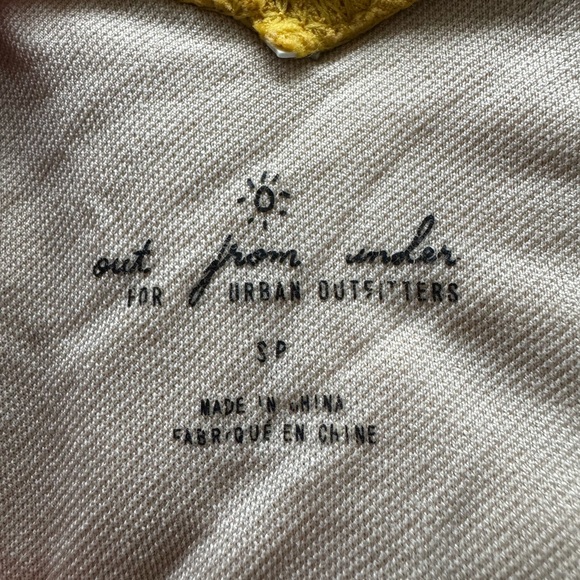 out from under
FOR URBAN OUTFITTERS
SP
MADE IN CHINA
FABRIQUÉ EN CHINE